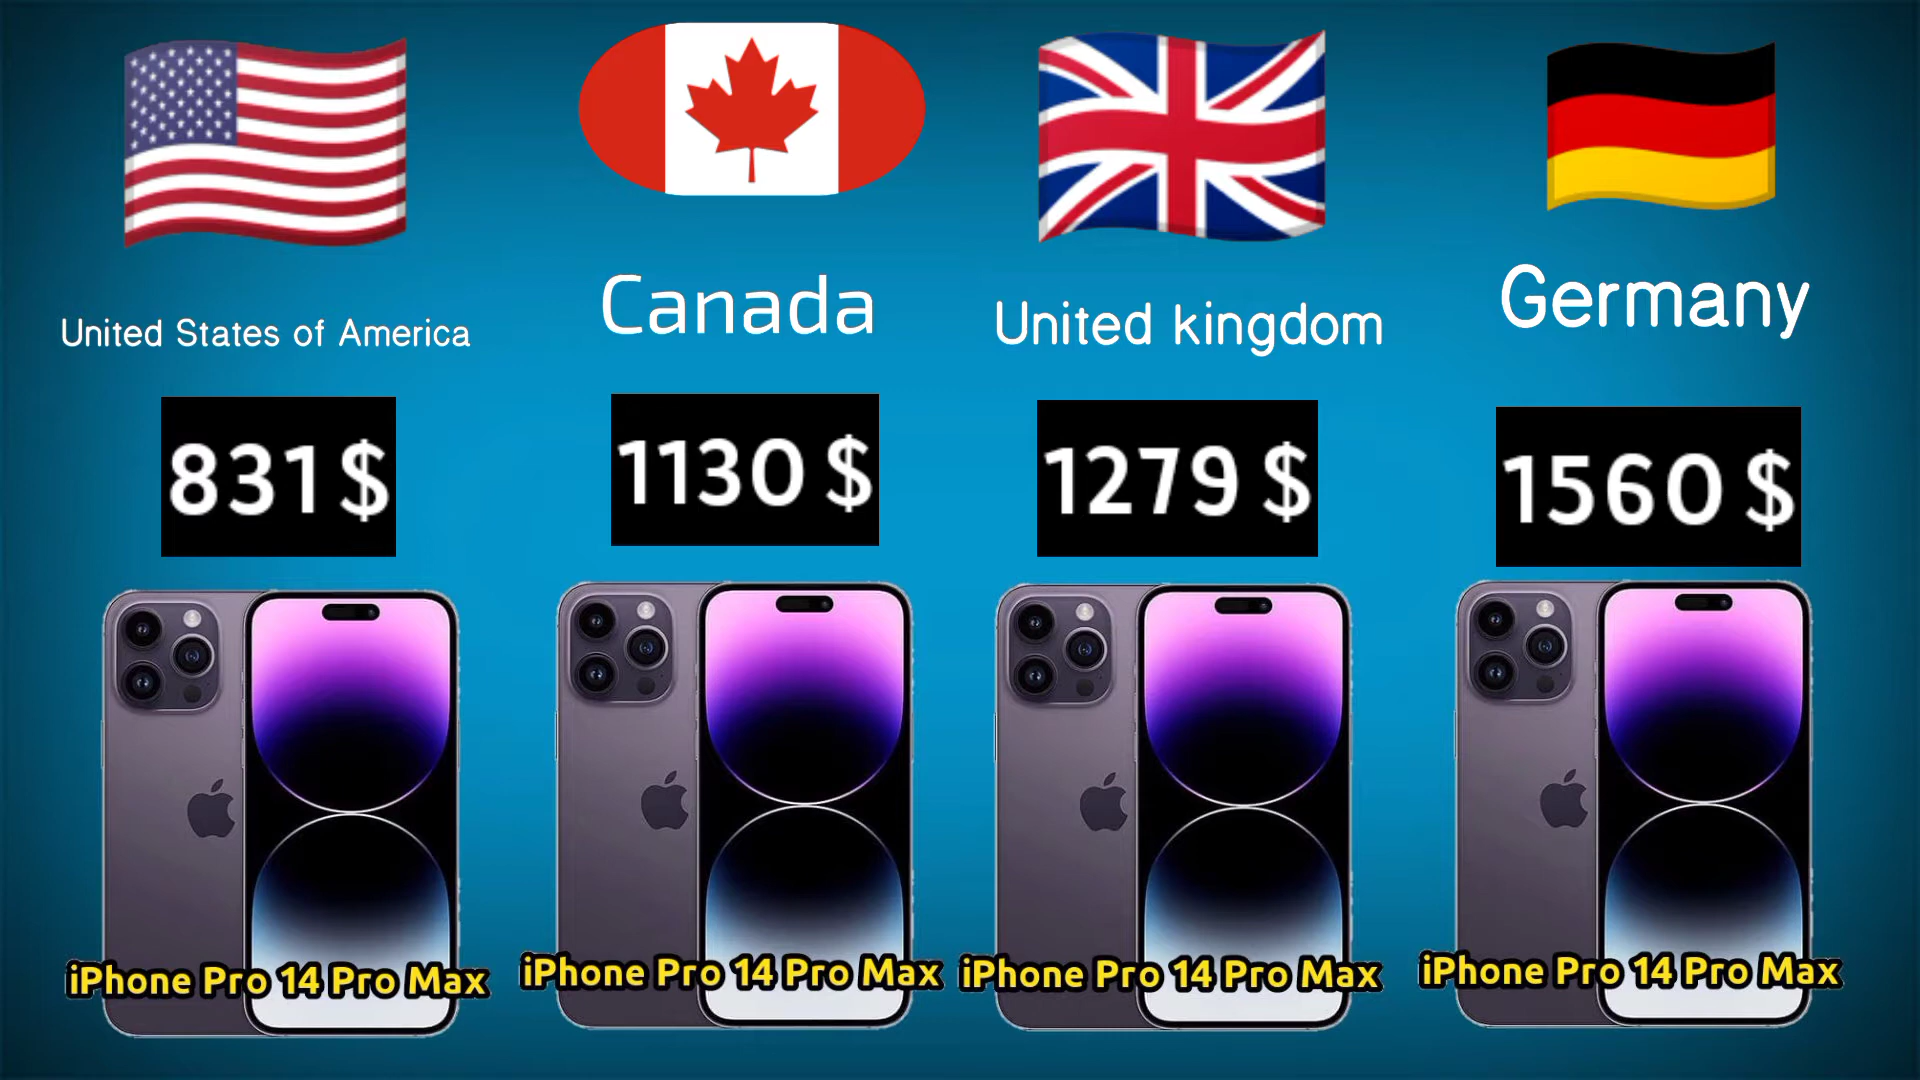 United States of America
Canada
United kingdom
Germany
831 $
1130 $
1279 $
1560 $
iPhone Pro 14 Pro Max
iPhone Pro 14 Pro Max
iPhone Pro 14 Pro Max
iPhone Pro 14 Pro Max